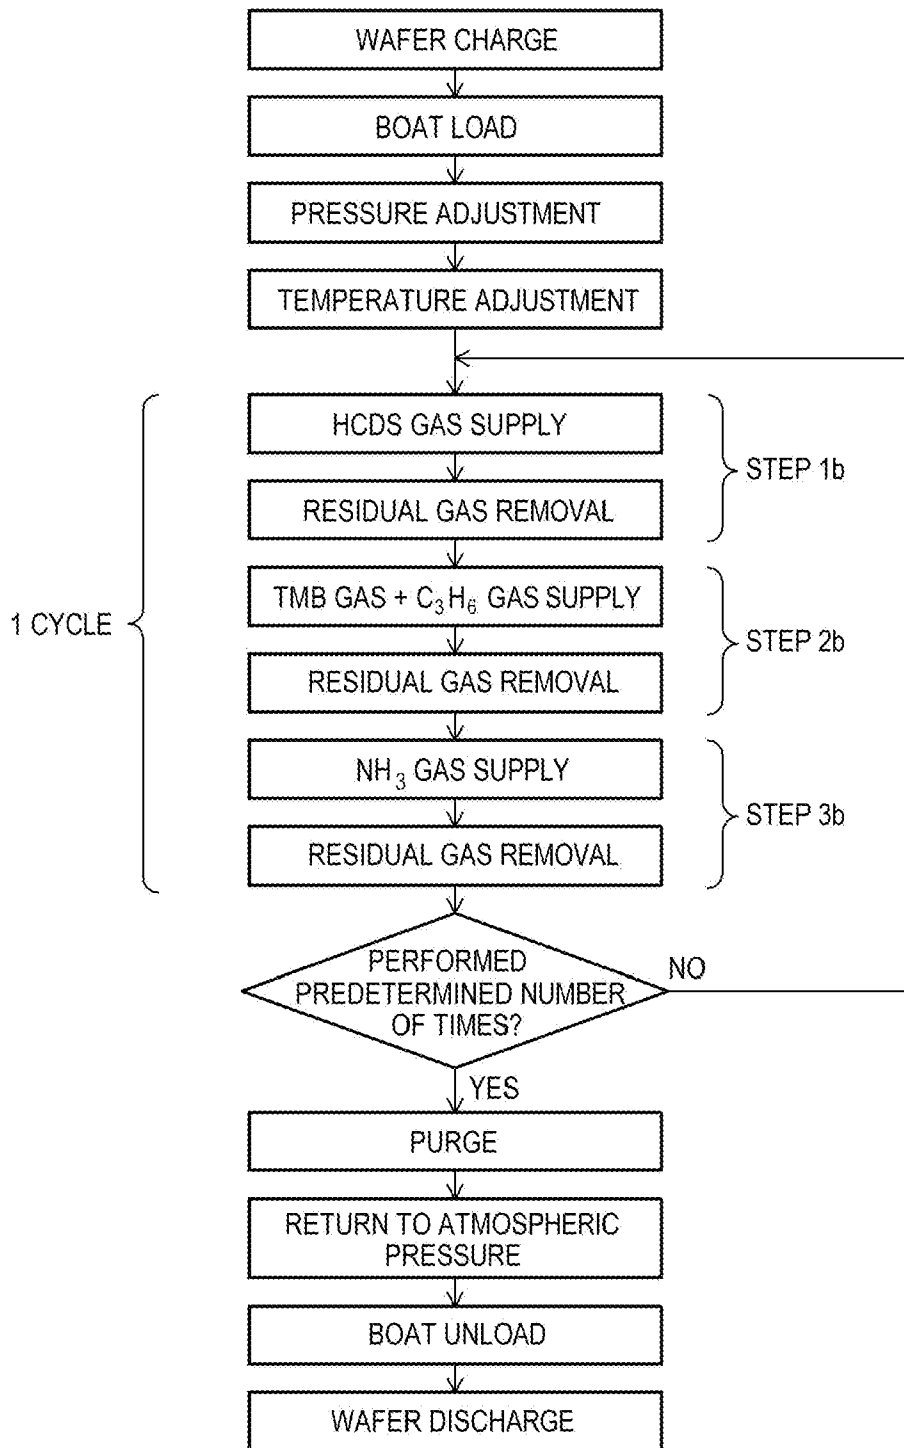 WAFER CHARGE
BOAT LOAD
PRESSURE ADJUSTMENT
TEMPERATURE ADJUSTMENT
HCDS GAS SUPPLY
STEP 1b
RESIDUAL GAS REMOVAL
TMB GAS + C₃H₆ GAS SUPPLY
1 CYCLE
STEP 2b
RESIDUAL GAS REMOVAL
NH₃ GAS SUPPLY
STEP 3b
RESIDUAL GAS REMOVAL
PERFORMED
PREDETERMINED NUMBER
OF TIMES?
NO
YES
PURGE
RETURN TO ATMOSPHERIC
PRESSURE
BOAT UNLOAD
WAFER DISCHARGE